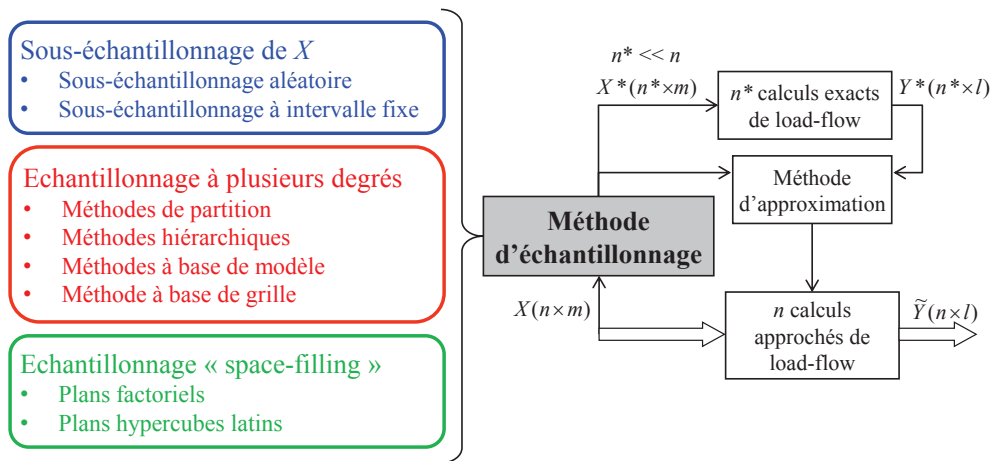 Sous-échantillonnage de X
• Sous-échantillonnage aléatoire
• Sous-échantillonnage à intervalle fixe
Echantillonnage à plusieurs degrés
• Méthodes de partition
• Méthodes hiérarchiques
• Méthodes à base de modèle
• Méthode à base de grille
Echantillonnage « space-filling »
• Plans factoriels
• Plans hypercubes latins
n* << n
X*(n*×m)
n* calculs exacts
de load-flow
Y*(n*×l)
Méthode
d'approximation
Méthode
d'échantillonnage
X(n×m)
n calculs
approchés de
load-flow
Ỹ(n×l)